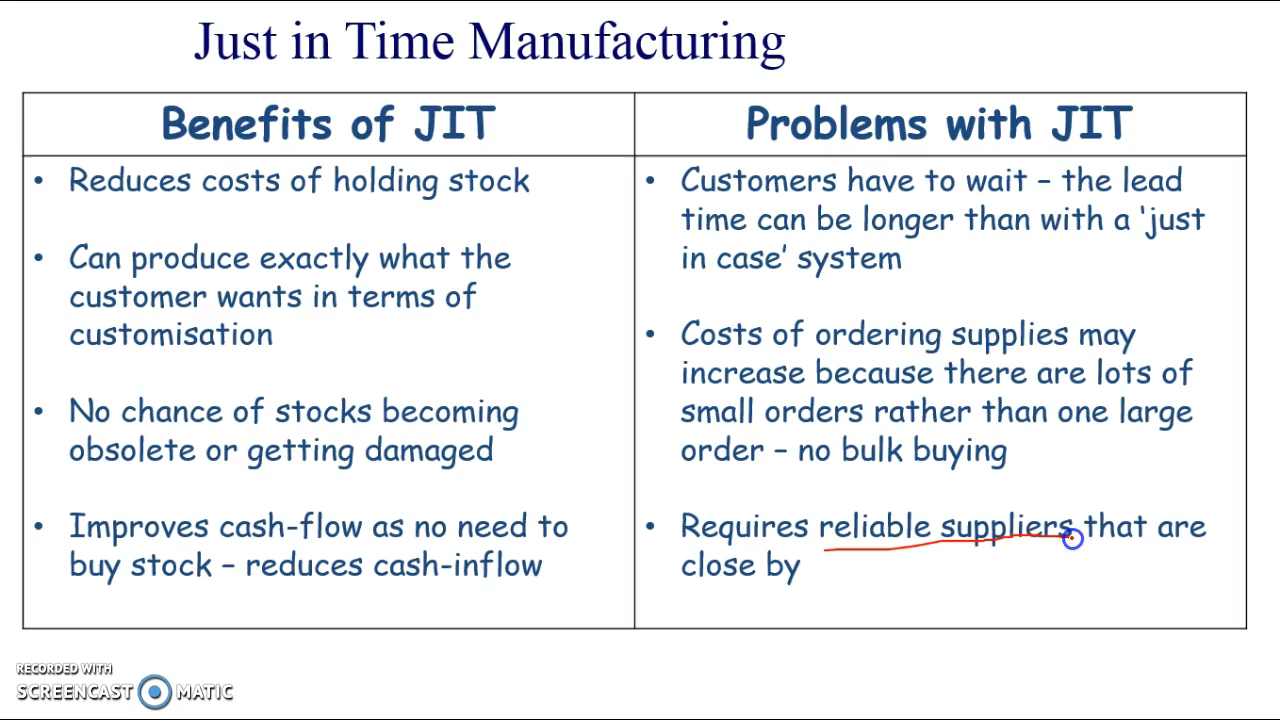 Just in Time Manufacturing
Benefits of JIT
• Reduces costs of holding stock
• Can produce exactly what the
customer wants in terms of
customisation
• No chance of stocks becoming
obsolete or getting damaged
• Improves cash-flow as no need to
buy stock – reduces cash-inflow
Problems with JIT
• Customers have to wait – the lead
time can be longer than with a 'just
in case' system
• Costs of ordering supplies may
increase because there are lots of
small orders rather than one large
order – no bulk buying
• Requires reliable suppliers that are
close by
RECORDED WITH
SCREENCAST MATIC